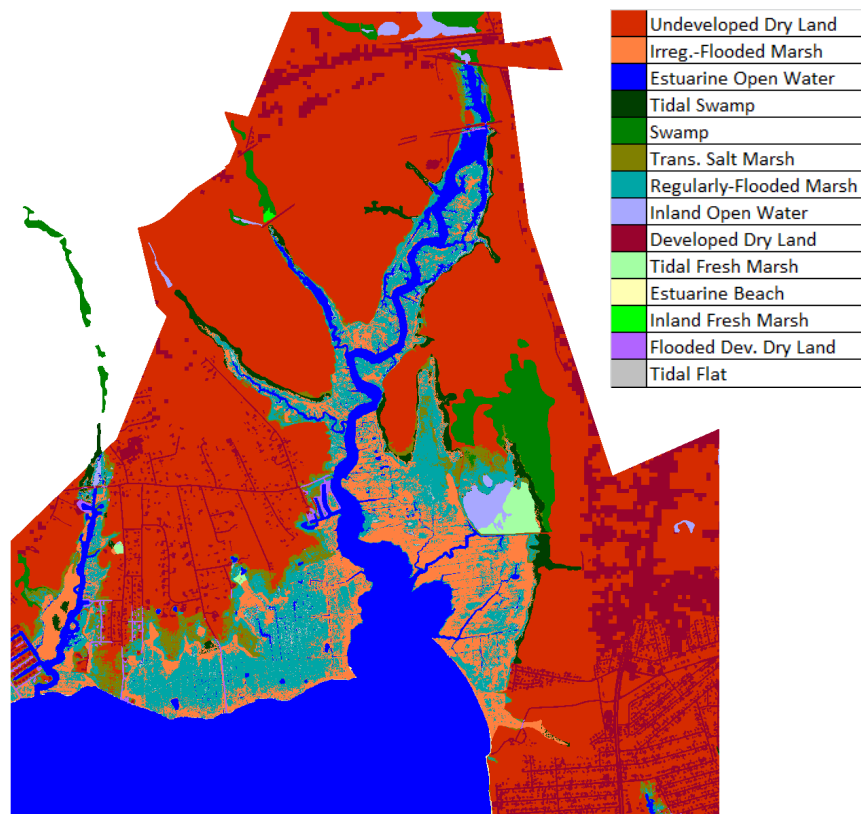 Undeveloped Dry Land
Irreg.-Flooded Marsh
Estuarine Open Water
Tidal Swamp
Swamp
Trans. Salt Marsh
Regularly-Flooded Marsh
Inland Open Water
Developed Dry Land
Tidal Fresh Marsh
Estuarine Beach
Inland Fresh Marsh
Flooded Dev. Dry Land
Tidal Flat